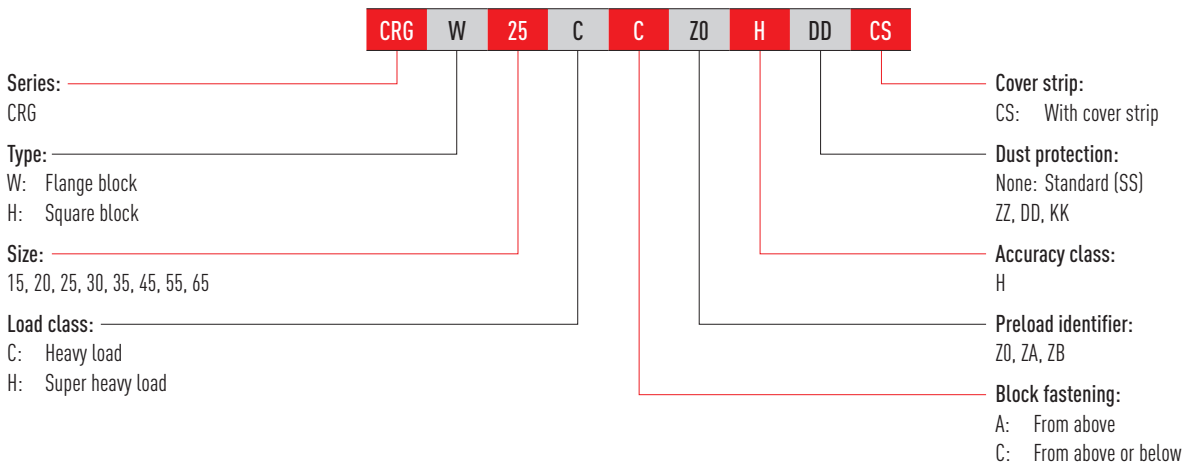 CRG W 25 C C Z0 H DD CS
Series:
CRG
Type:
W: Flange block
H: Square block
Size:
15, 20, 25, 30, 35, 45, 55, 65
Load class:
C: Heavy load
H: Super heavy load
Cover strip:
CS: With cover strip
Dust protection:
None: Standard (SS)
ZZ, DD, KK
Accuracy class:
H
Preload identifier:
Z0, ZA, ZB
Block fastening:
A: From above
C: From above or below